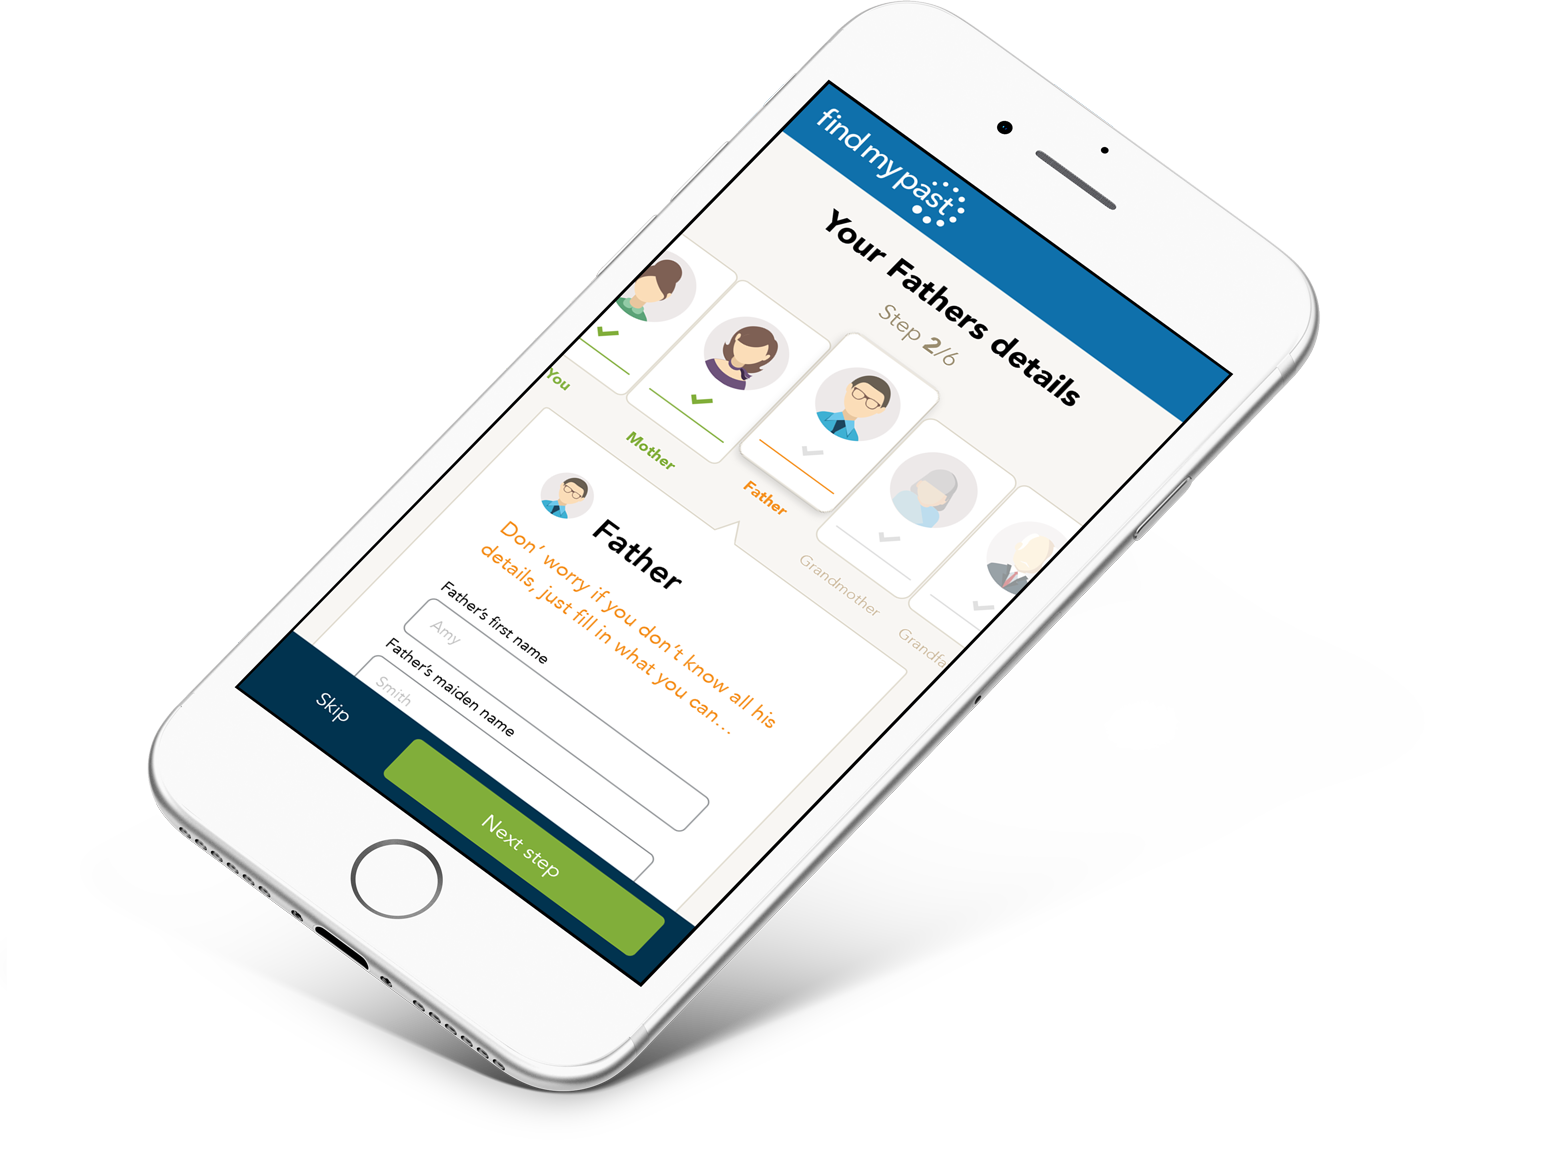 findmypast
Your Fathers details
Step 2/6
You
Mother
Father
Grandmother
Grandfa
Father
Don' worry if you don't know all his
details, just fill in what you can...
Father's first name
Amy
Father's maiden name
Smith
Skip
Next step